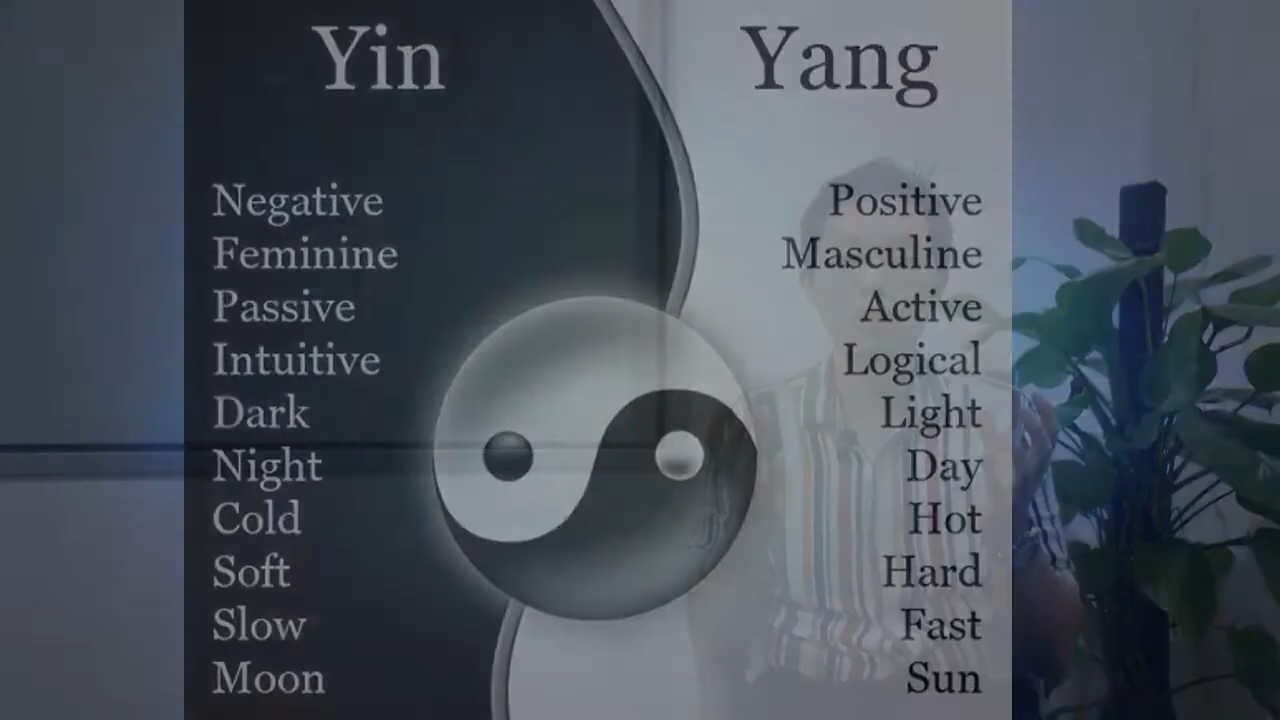 Yin
Negative
Feminine
Passive
Intuitive
Dark
Night
Cold
Soft
Slow
Moon
Yang
Positive
Masculine
Active
Logical
Light
Day
Hot
Hard
Fast
Sun